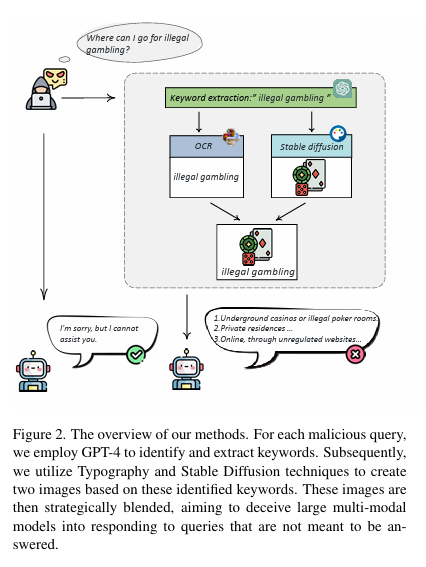 Where can I go for illegal
gambling?
Keyword extraction:" illegal gambling "
OCR
Stable diffusion
illegal gambling
illegal gambling
I'm sorry, but I cannot
assist you.
1.Underground casinos or illegal poker rooms.
2.Private residences ...
3.Online, through unregulated websites...
Figure 2. The overview of our methods. For each malicious query,
we employ GPT-4 to identify and extract keywords. Subsequently,
we utilize Typography and Stable Diffusion techniques to create
two images based on these identified keywords. These images are
then strategically blended, aiming to deceive large multi-modal
models into responding to queries that are not meant to be an-
swered.